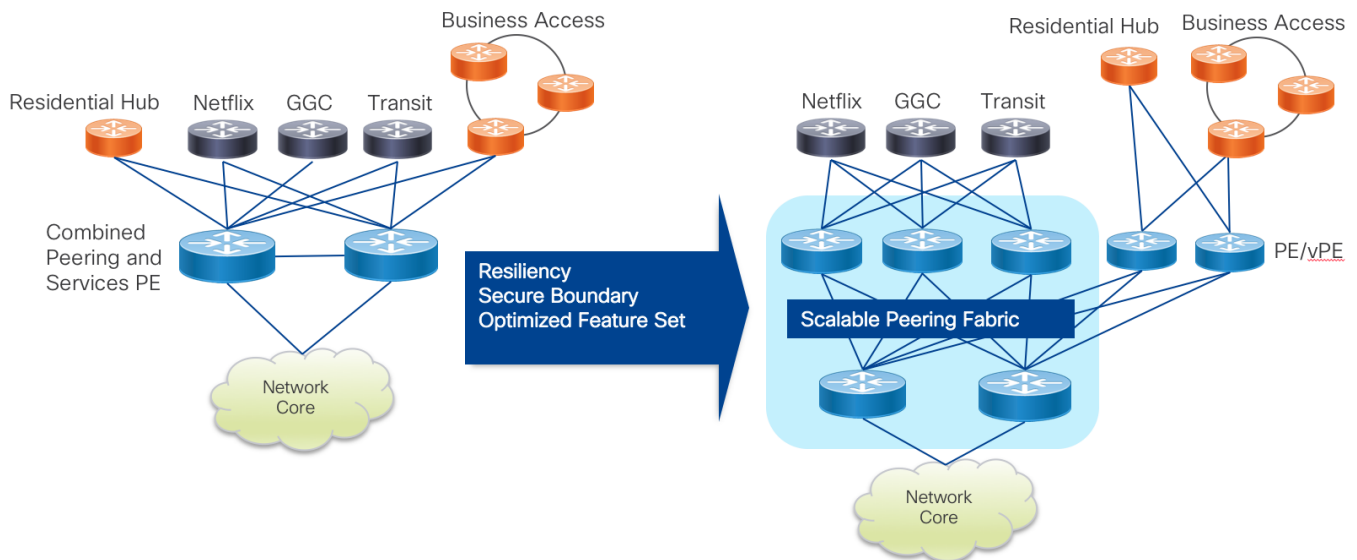 Business Access
Residential Hub
Netflix
GGC
Transit
Combined
Peering and
Services PE
Network
Core
Resiliency
Secure Boundary
Optimized Feature Set
Residential Hub
Business Access
Netflix
GGC
Transit
PE/vPE
Scalable Peering Fabric
Network
Core